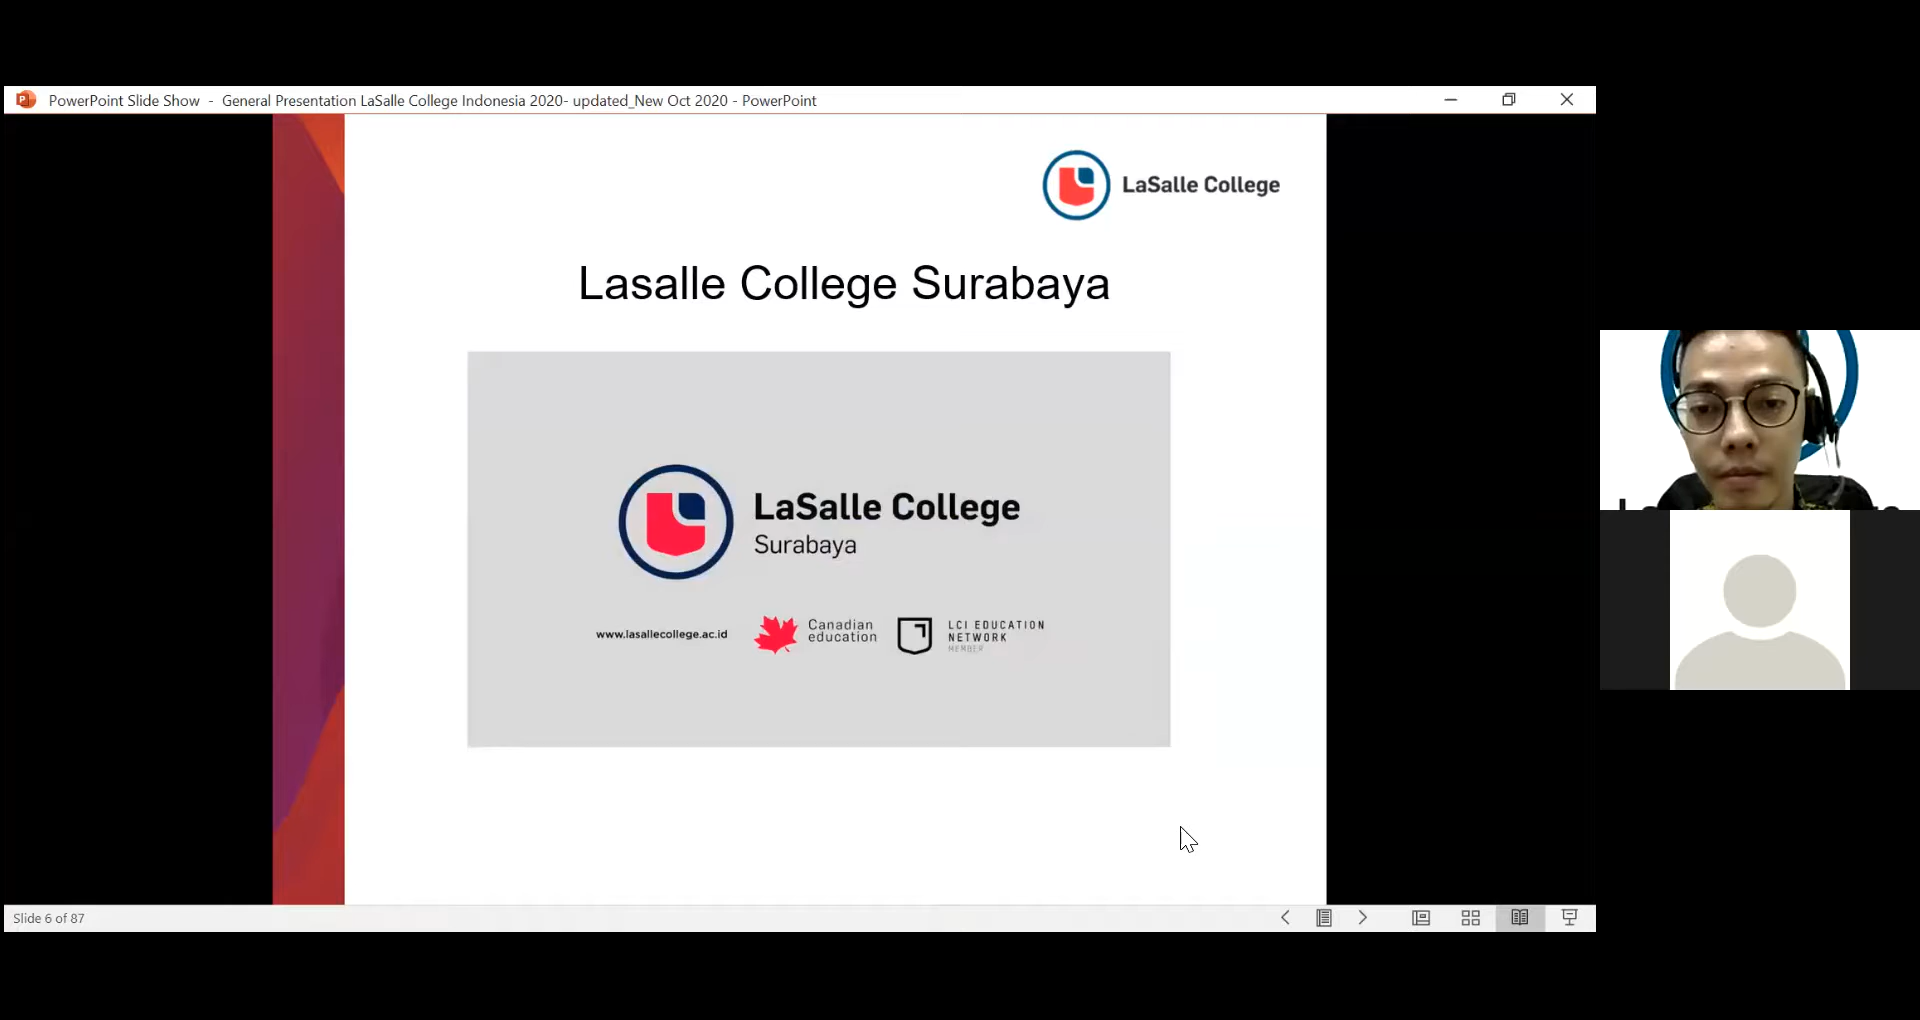 PowerPoint Slide Show - General Presentation LaSalle College Indonesia 2020- updated_New Oct 2020 - PowerPoint
LaSalle College
Lasalle College Surabaya
LaSalle College
Surabaya
www.lasallecollege.ac.id
Canadian
education
LCI EDUCATION
NETWORK
MEMBER
Slide 6 of 87